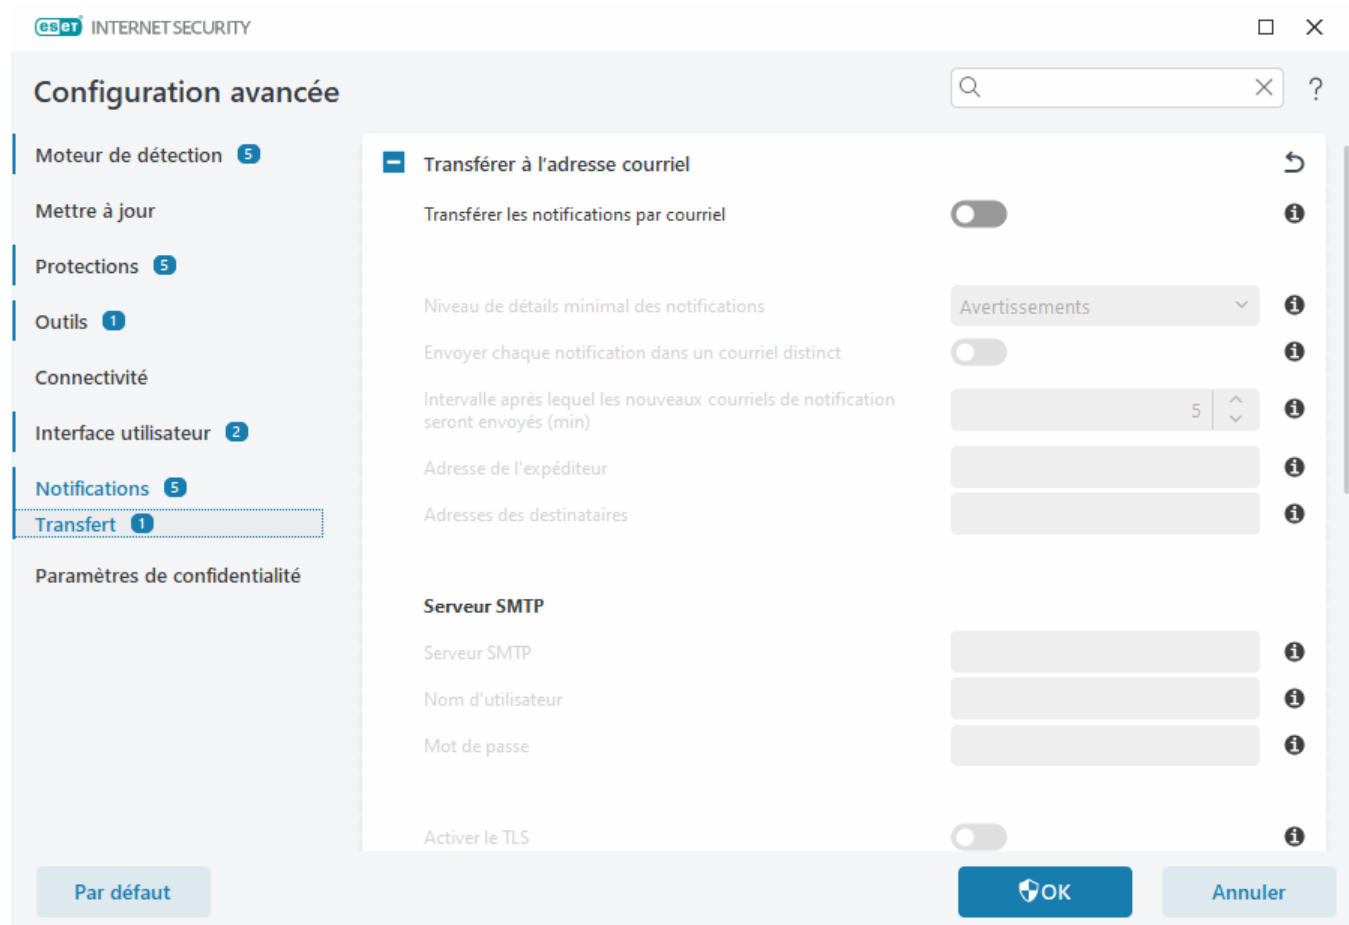 eset INTERNET SECURITY
Configuration avancée
?
Moteur de détection 5
Mettre à jour
Protections 5
Outils 1
Connectivité
Interface utilisateur 2
Notifications 5
Transfert 1
Paramètres de confidentialité
Transférer à l'adresse courriel
Transférer les notifications par courriel
Niveau de détails minimal des notifications
Avertissements
Envoyer chaque notification dans un courriel distinct
Intervalle après lequel les nouveaux courriels de notification
seront envoyés (min)
5
Adresse de l'expéditeur
Adresses des destinataires
Serveur SMTP
Serveur SMTP
Nom d'utilisateur
Mot de passe
Activer le TLS
Par défaut
OK
Annuler